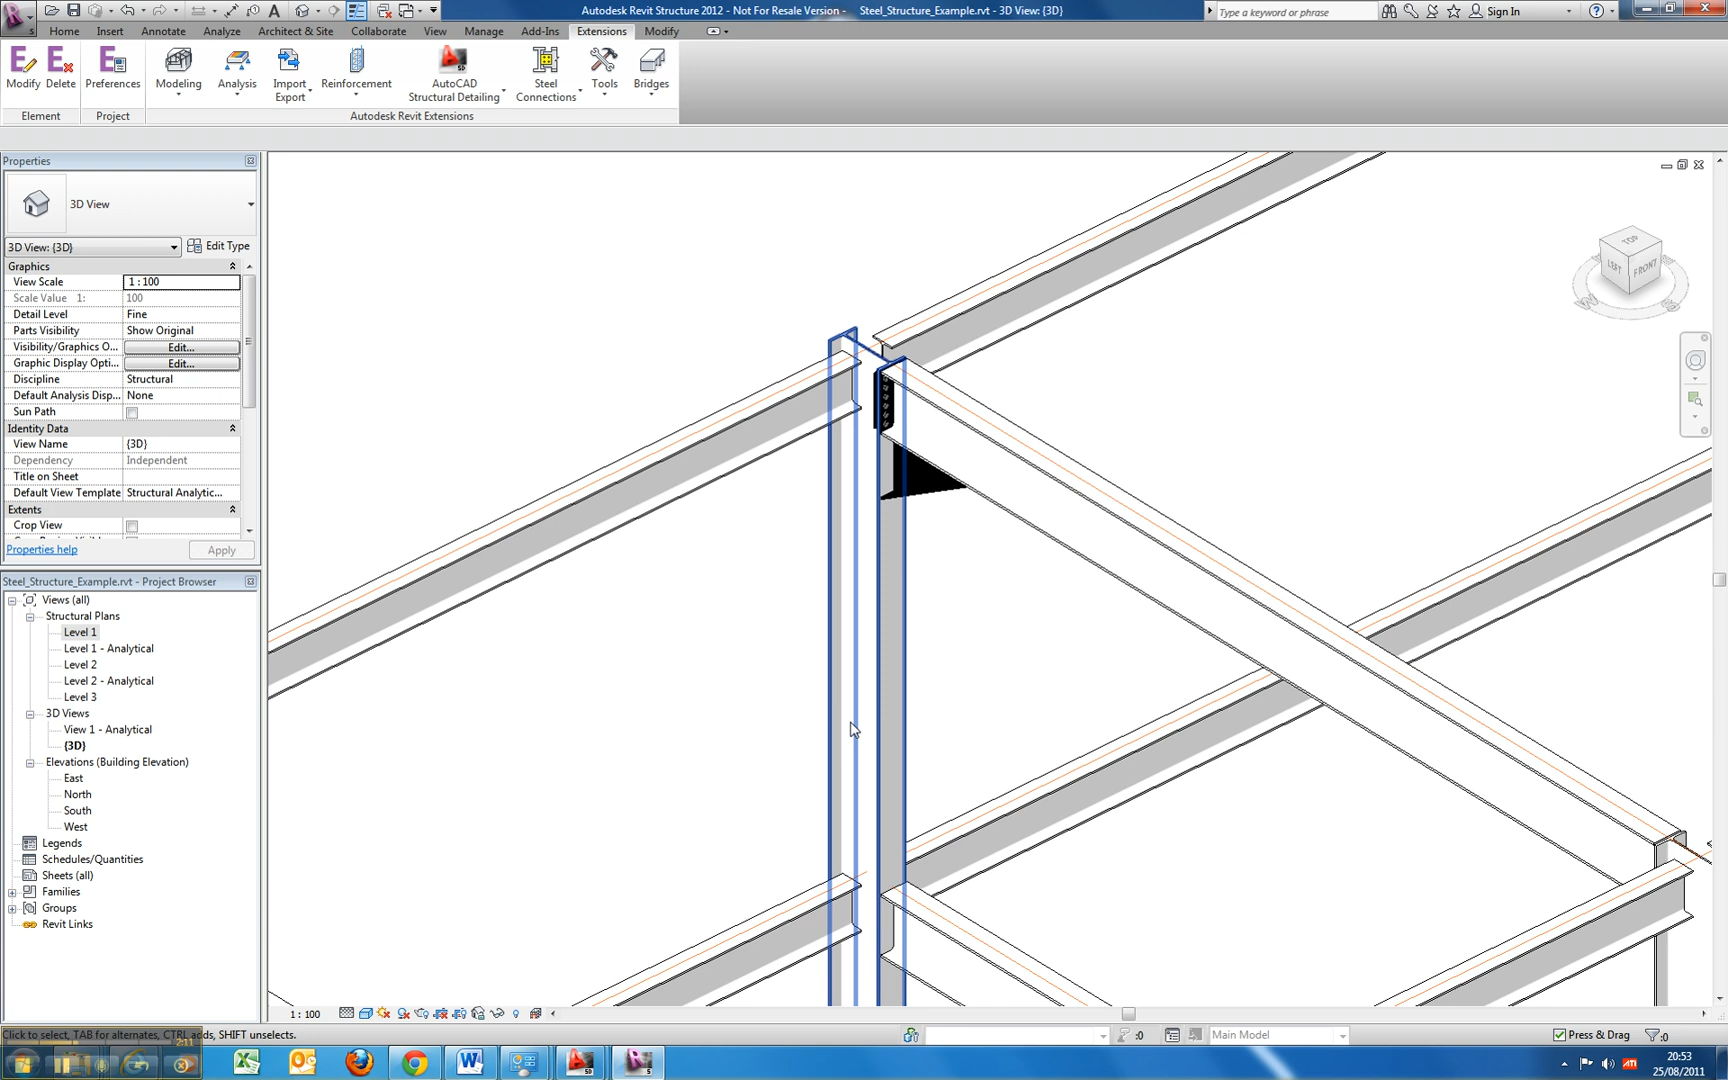 Autodesk Revit Structure 2012 - Not For Resale Version - Steel_Structure_Example.rvt - 3D View: {3D}
Type a keyword or phrase
Sign In
Home Insert Annotate Analyze Architect & Site Collaborate View Manage Add-Ins Extensions Modify
Modify Delete Preferences Modeling Analysis Import Export Reinforcement AutoCAD Structural Detailing Steel Connections Tools Bridges
Element Project Autodesk Revit Extensions
Properties
3D View
3D View: {3D} Edit Type
Graphics
View Scale 1 : 100
Scale Value 1: 100
Detail Level Fine
Parts Visibility Show Original
Visibility/Graphics O... Edit...
Graphic Display Opti... Edit...
Discipline Structural
Default Analysis Disp... None
Sun Path
Identity Data
View Name {3D}
Dependency Independent
Title on Sheet
Default View Template Structural Analytic...
Extents
Crop View
Properties help Apply
Steel_Structure_Example.rvt - Project Browser
Views (all)
Structural Plans
Level 1
Level 1 - Analytical
Level 2
Level 2 - Analytical
Level 3
3D Views
View 1 - Analytical
{3D}
Elevations (Building Elevation)
East
North
South
West
Legends
Schedules/Quantities
Sheets (all)
Families
Groups
Revit Links
TOP
LEFT FRONT
1 : 100
Click to select, TAB for alternates, CTRL adds, SHIFT unselects.
:0 Main Model Press & Drag :0
2:11
20:53
25/08/2011